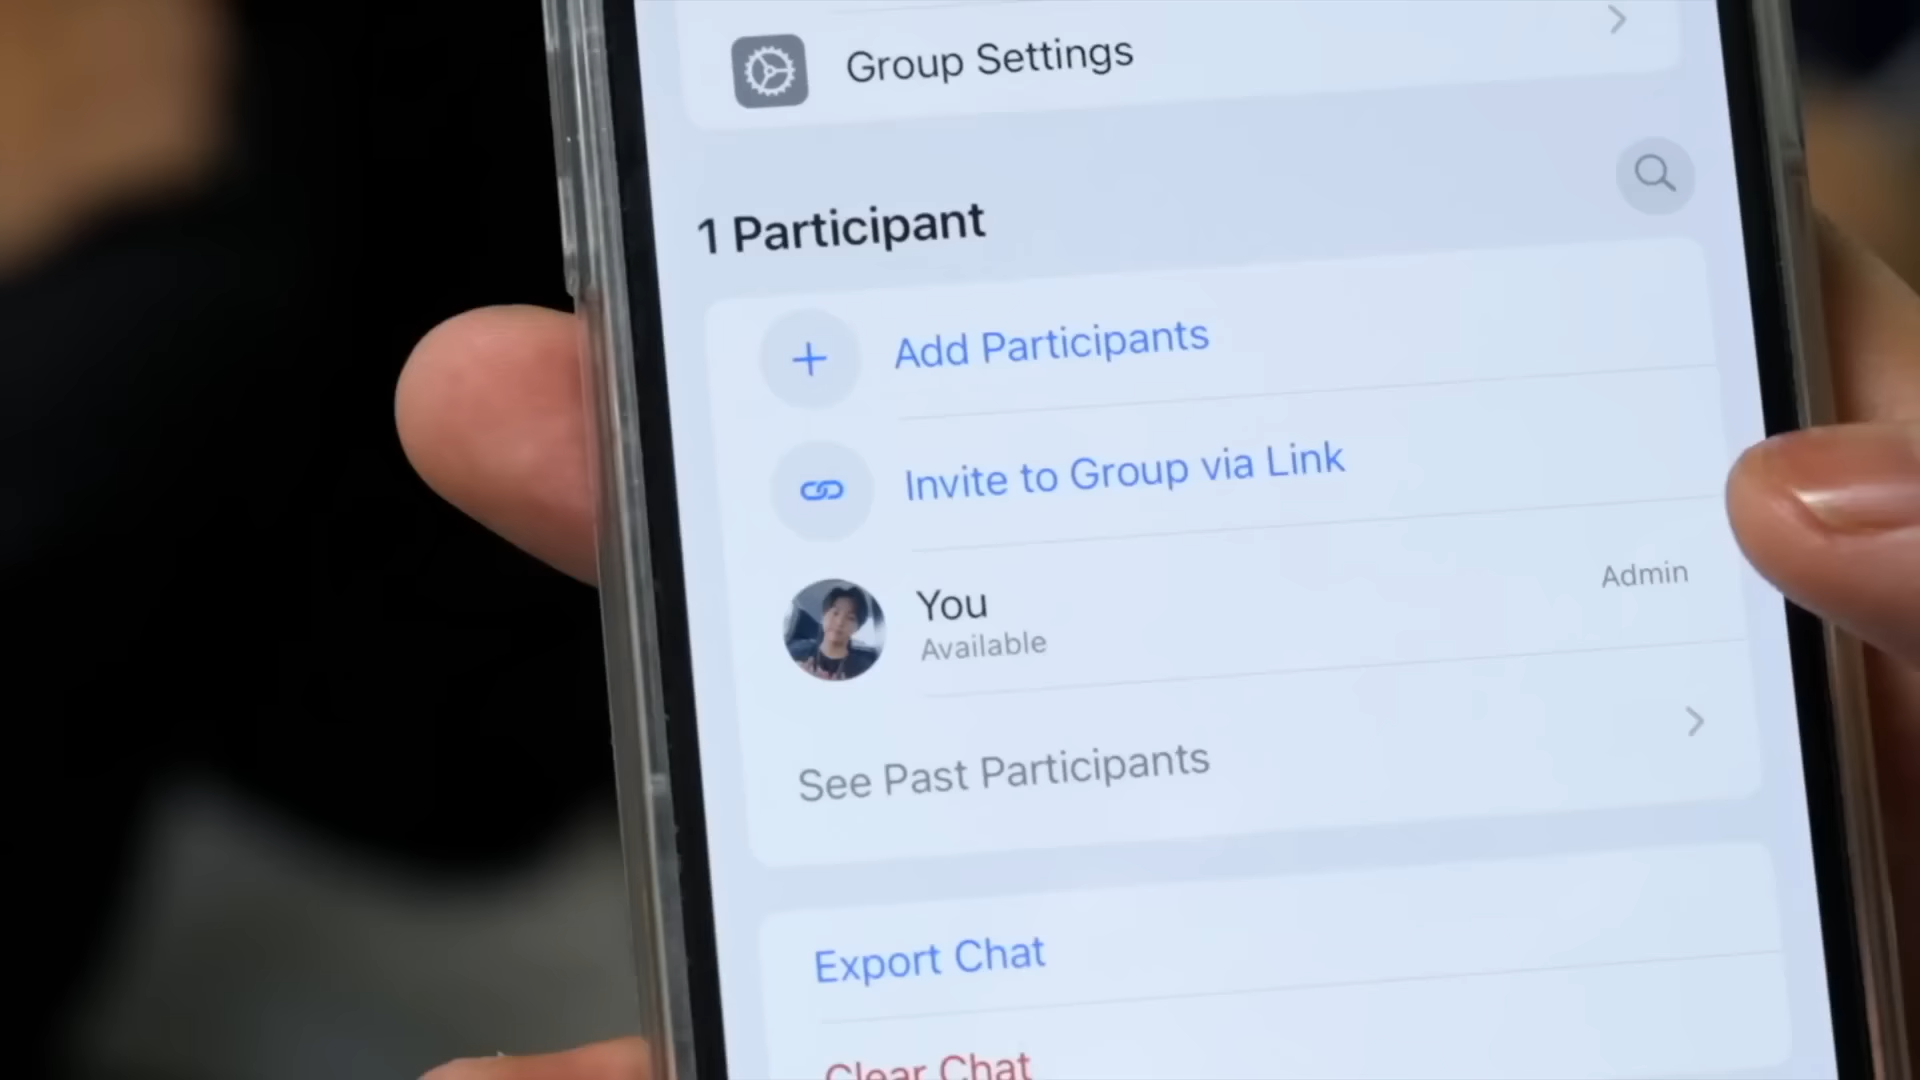 Group Settings
1 Participant
Add Participants
Invite to Group via Link
You
Admin
Available
See Past Participants
Export Chat
Clear Chat